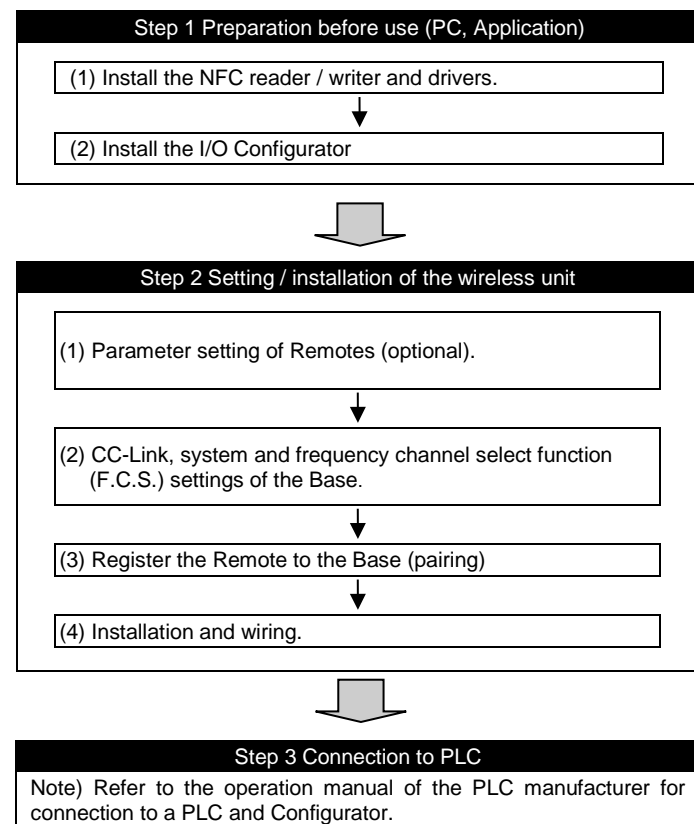 Step 1 Preparation before use (PC, Application)
(1) Install the NFC reader / writer and drivers.
(2) Install the I/O Configurator
Step 2 Setting / installation of the wireless unit
(1) Parameter setting of Remotes (optional).
(2) CC-Link, system and frequency channel select function
(F.C.S.) settings of the Base.
(3) Register the Remote to the Base (pairing)
(4) Installation and wiring.
Step 3 Connection to PLC
Note) Refer to the operation manual of the PLC manufacturer for
connection to a PLC and Configurator.